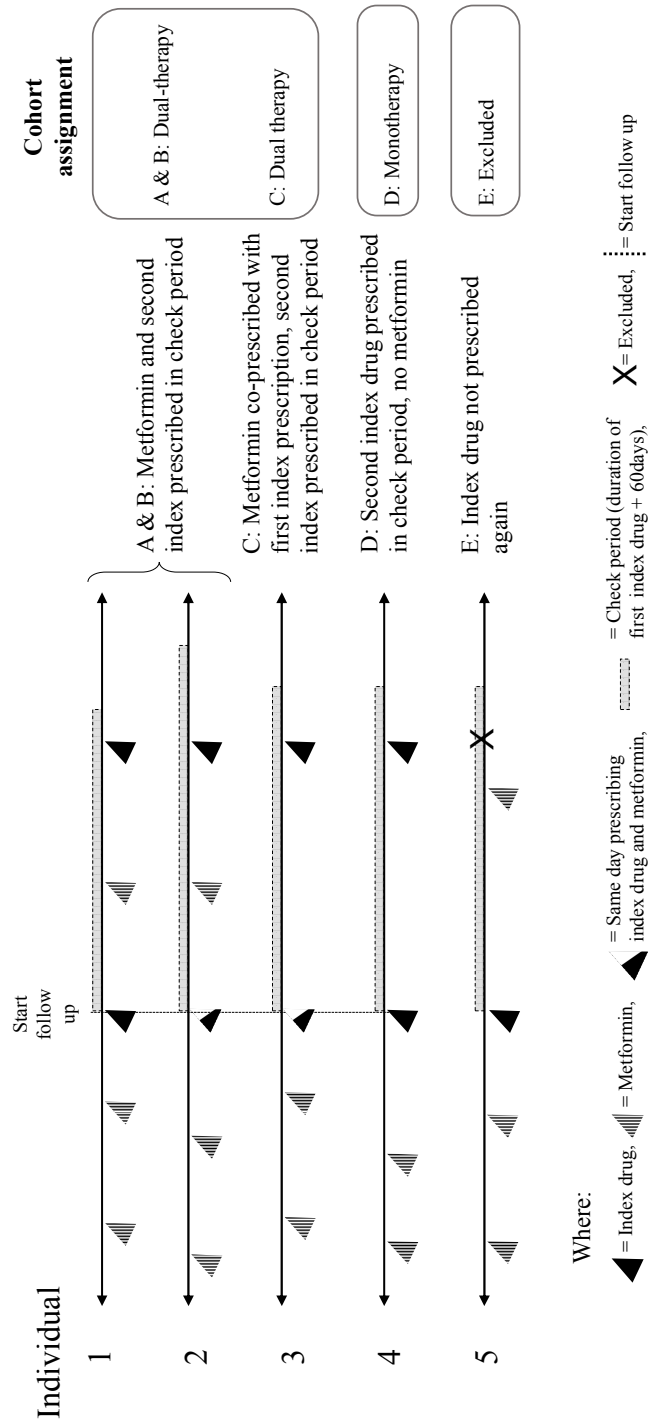 Cohort
assignment
Start
follow
up
Individual
1
2
3
4
5
A & B: Metformin and second
index prescribed in check period
C: Metformin co-prescribed with
first index prescription, second
index prescribed in check period
D: Second index drug prescribed
in check period, no metformin
E: Index drug not prescribed
again
A & B: Dual-therapy
C: Dual therapy
D: Monotherapy
E: Excluded
Where:
= Index drug,
= Metformin,
= Same day prescribing
index drug and metformin,
= Check period (duration of
first index drug + 60days),
X= Excluded,
= Start follow up